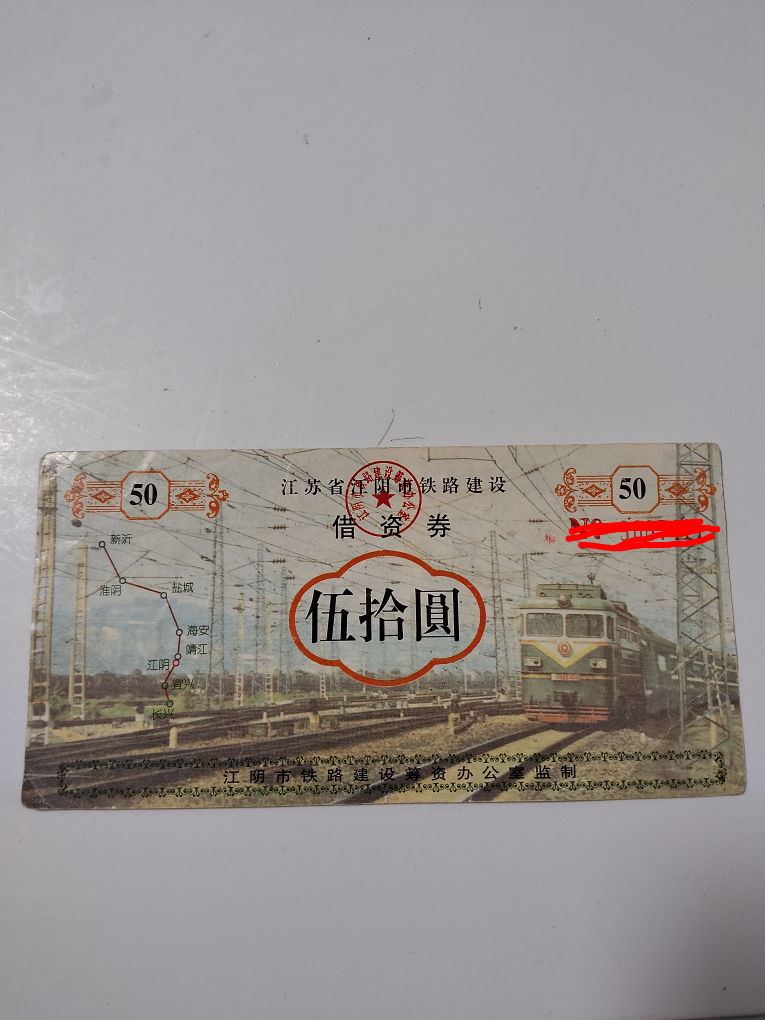 50
江苏省江阴市铁路建设
50
借资券
№
新沂
淮阴
盐城
伍拾圓
海安
靖江
江阴
宜兴
长兴
江阴市铁路建设筹资办公室监制